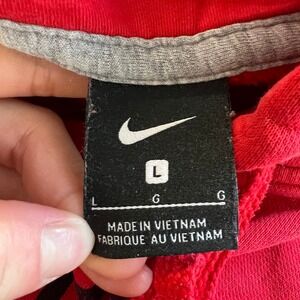 L
L G G
MADE IN VIETNAM
FABRIQUE AU VIETNAM